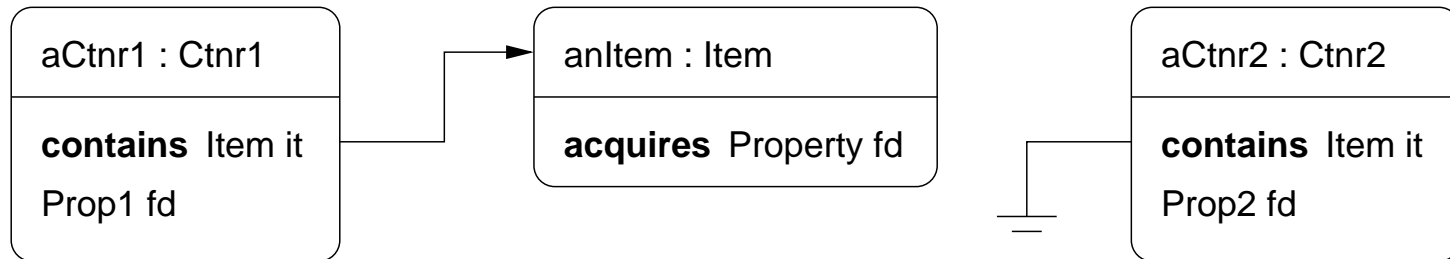 aCtnr1 : Ctnr1
contains Item it
Prop1 fd
anItem : Item
acquires Property fd
aCtnr2 : Ctnr2
contains Item it
Prop2 fd